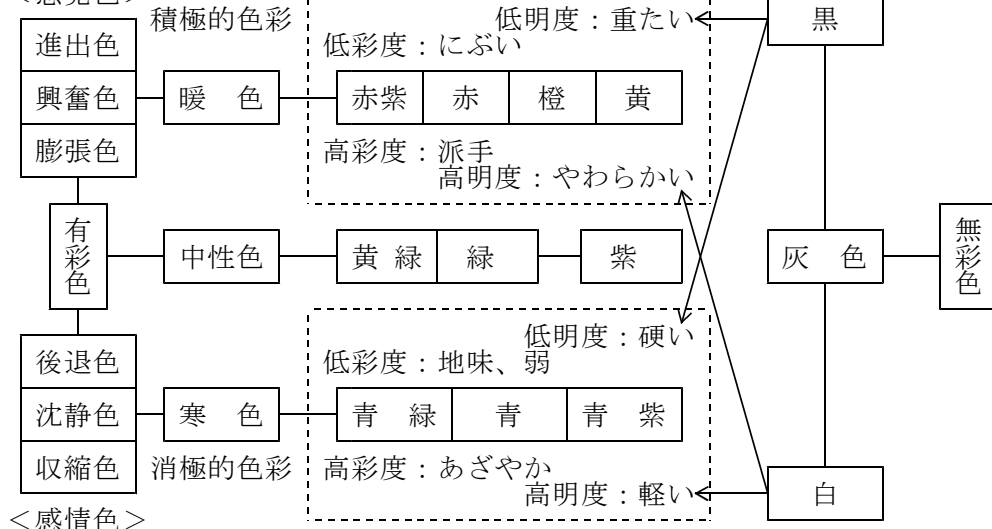 積極的色彩
低明度：重たい
黒
進出色
低彩度：にぶい
興奮色
暖　色
赤紫
赤
橙
黄
膨張色
高彩度：派手
高明度：やわらかい
有彩色
中性色
黄 緑
緑
紫
灰　色
無彩色
低明度：硬い
後退色
低彩度：地味、弱
沈静色
寒　色
青　緑
青
青　紫
収縮色
消極的色彩
高彩度：あざやか
高明度：軽い
白
＜感情色＞